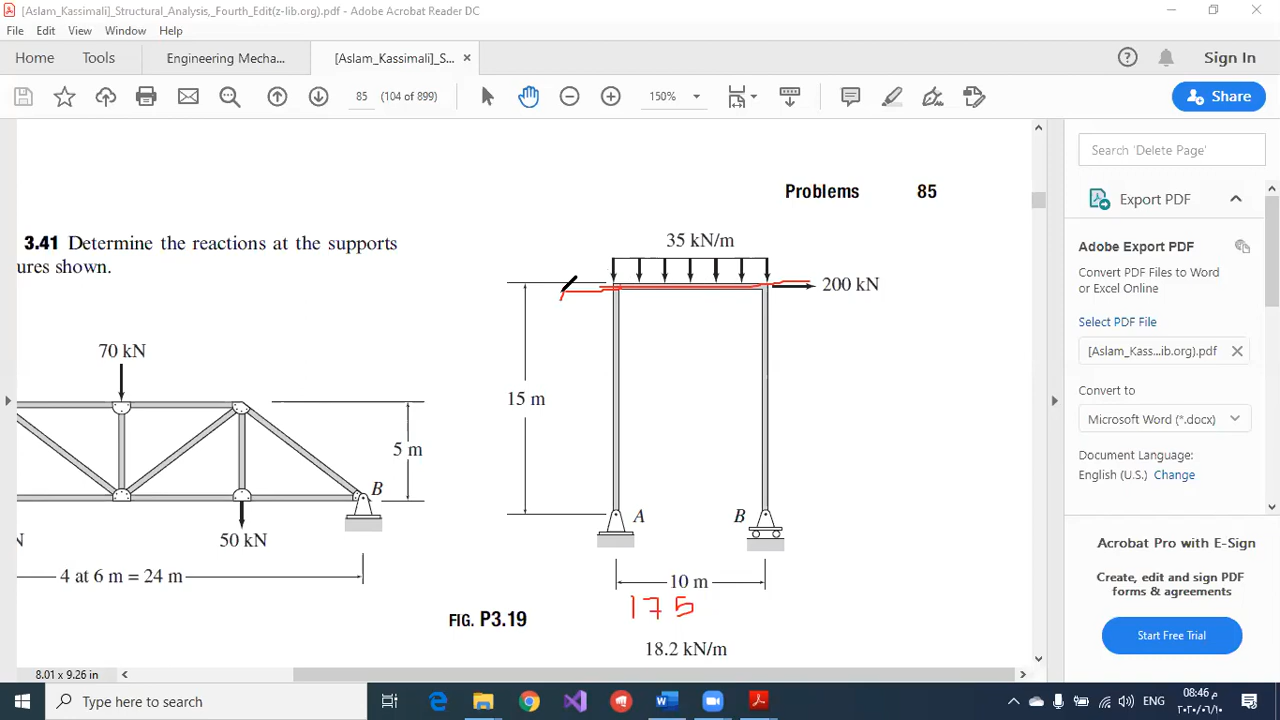 [Aslam_Kassimali]_Structural_Analysis,_Fourth_Edit(z-lib.org).pdf - Adobe Acrobat Reader DC
File Edit View Window Help
Home Tools Engineering Mecha... [Aslam_Kassimali]_S... × Sign In
85 (104 of 899) 150% Share
Problems 85
3.41 Determine the reactions at the supports
ures shown.
35 kN/m
200 kN
70 kN
15 m
5 m
B
A
B
50 kN
4 at 6 m = 24 m
10 m
175
FIG. P3.19
18.2 kN/m
8.01 x 9.26 in
Search 'Delete Page'
Export PDF
Adobe Export PDF
Convert PDF Files to Word
or Excel Online
Select PDF File
[Aslam_Kass...ib.org).pdf
Convert to
Microsoft Word (*.docx)
Document Language:
English (U.S.) Change
Acrobat Pro with E-Sign
Create, edit and sign PDF
forms & agreements
Start Free Trial
Type here to search
ENG
08:46 م